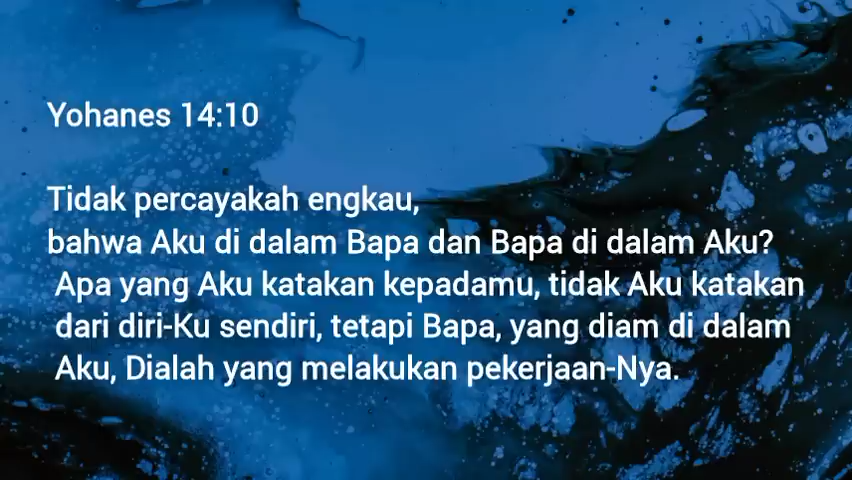 Yohanes 14:10
Tidak percayakah engkau,
bahwa Aku di dalam Bapa dan Bapa di dalam Aku?
Apa yang Aku katakan kepadamu, tidak Aku katakan
dari diri-Ku sendiri, tetapi Bapa, yang diam di dalam
Aku, Dialah yang melakukan pekerjaan-Nya.